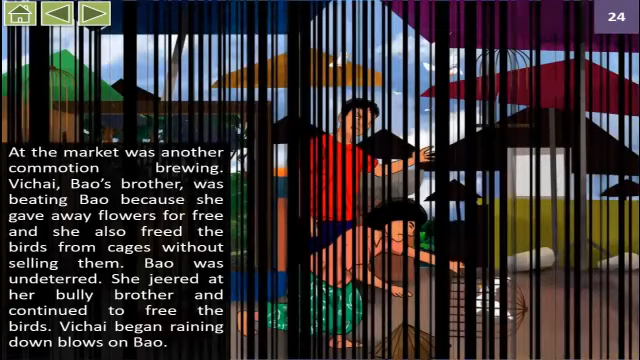 24
At the market was another
commotion brewing.
Vichai, Bao's brother, was
beating Bao because she
gave away flowers for free
and she also freed the
birds from cages without
selling them. Bao was
undeterred. She jeered at
her bully brother and
continued to free the
birds. Vichai began raining
down blows on Bao.